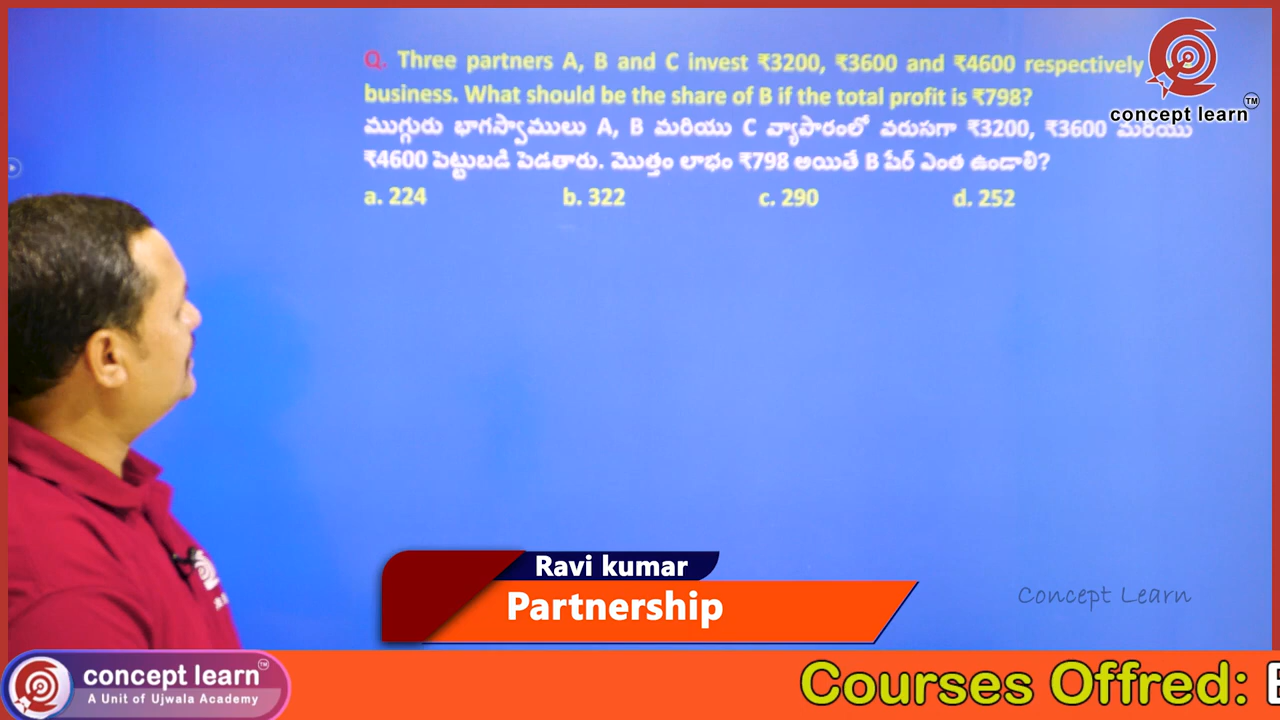 Q. Three partners A, B and C invest ₹3200, ₹3600 and ₹4600 respectively
business. What should be the share of B if the total profit is ₹798?
ముగ్గురు భాగస్వాములు A, B మరియు C వ్యాపారంలో వరుసగా ₹3200, ₹3600 మరియు
₹4600 పెట్టుబడి పెడతారు. మొత్తం లాభం ₹798 అయితే B షేర్ ఎంత ఉండాలి?
a. 224 b. 322 c. 290 d. 252
concept learn TM
Ravi kumar
Partnership
Concept Learn
concept learn TM
A Unit of Ujwala Academy
Courses Offred: